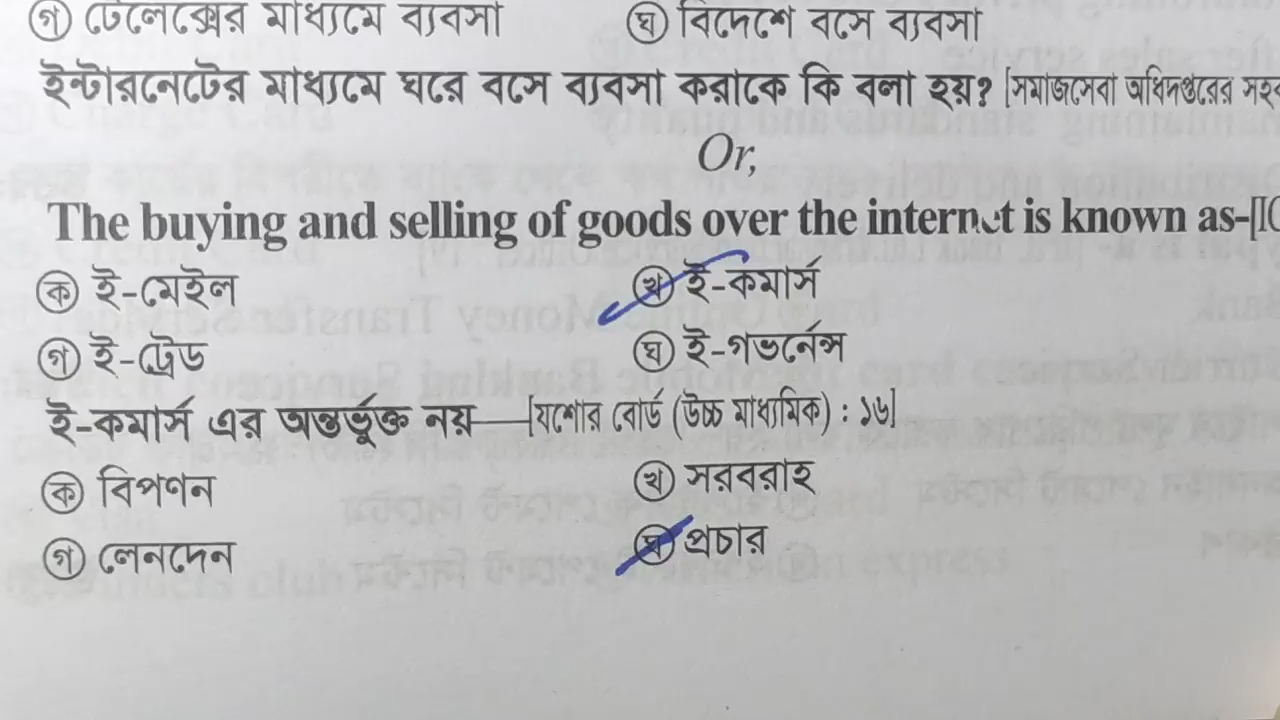 গ টেলেক্সের মাধ্যমে ব্যবসা ঘ বিদেশে বসে ব্যবসা
ইন্টারনেটের মাধ্যমে ঘরে বসে ব্যবসা করাকে কি বলা হয়? [সমাজসেবা অধিদপ্তরের
Or,
The buying and selling of goods over the internet is known as-[
ক ই-মেইল খ ই-কমার্স
গ ই-ট্রেড ঘ ই-গভর্নেন্স
ই-কমার্স এর অন্তর্ভুক্ত নয়—[যশোর বোর্ড (উচ্চ মাধ্যমিক) : ১৬]
ক বিপণন খ সরবরাহ
গ লেনদেন ঘ প্রচার